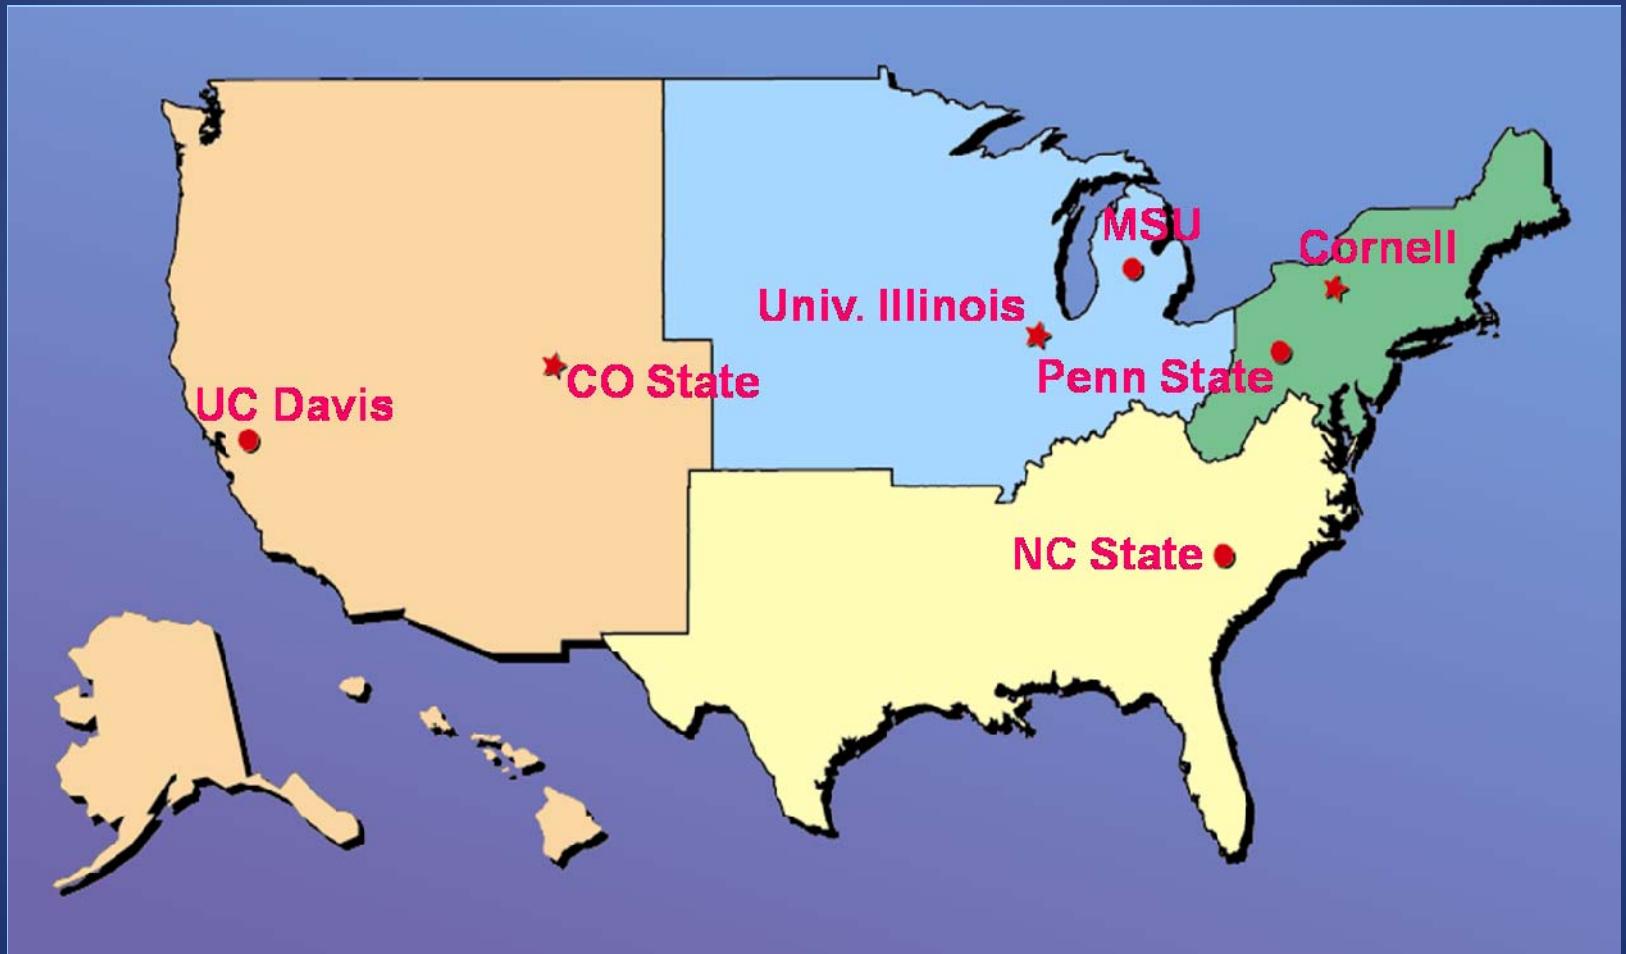 MSU
Cornell
Univ. Illinois
Penn State
CO State
UC Davis
NC State